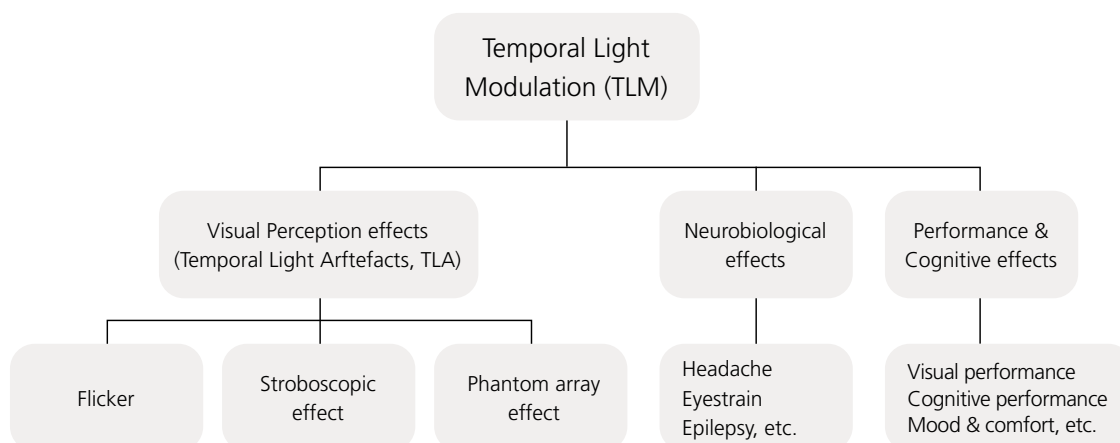 Temporal Light
Modulation (TLM)
Visual Perception effects
(Temporal Light Arftefacts, TLA)
Neurobiological
effects
Performance &
Cognitive effects
Flicker
Stroboscopic
effect
Phantom array
effect
Headache
Eyestrain
Epilepsy, etc.
Visual performance
Cognitive performance
Mood & comfort, etc.